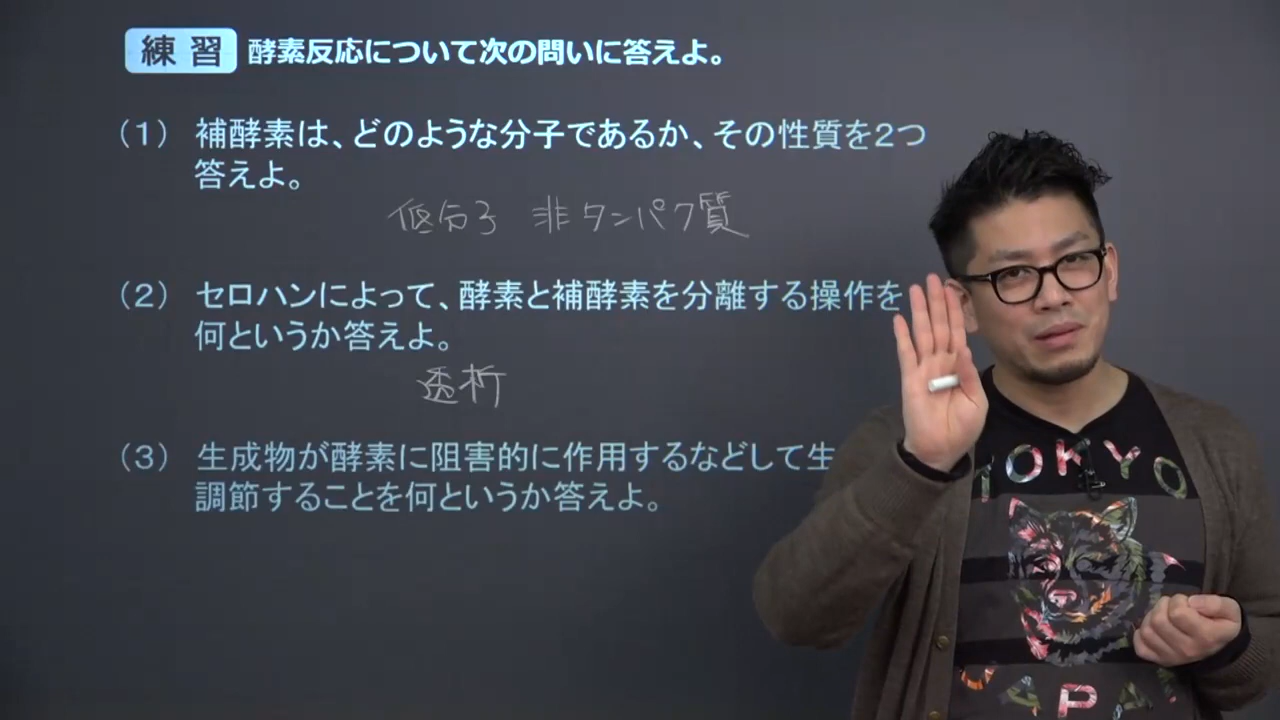 練習 酵素反応について次の問いに答えよ。
(1) 補酵素は、どのような分子であるか、その性質を2つ
答えよ。
低分子 非タンパク質
(2) セロハンによって、酵素と補酵素を分離する操作を
何というか答えよ。
透析
(3) 生成物が酵素に阻害的に作用するなどして生
調節することを何というか答えよ。
TOKYO
JAPAN